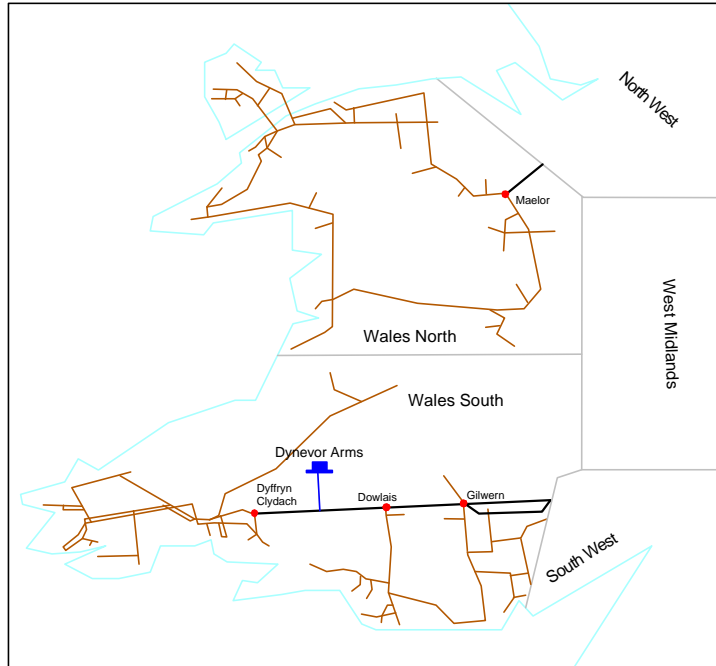 North West
Maelor
West Midlands
Wales North
Wales South
Dynevor Arms
Dyffryn
Clydach
Dowlais
Gilwern
South West